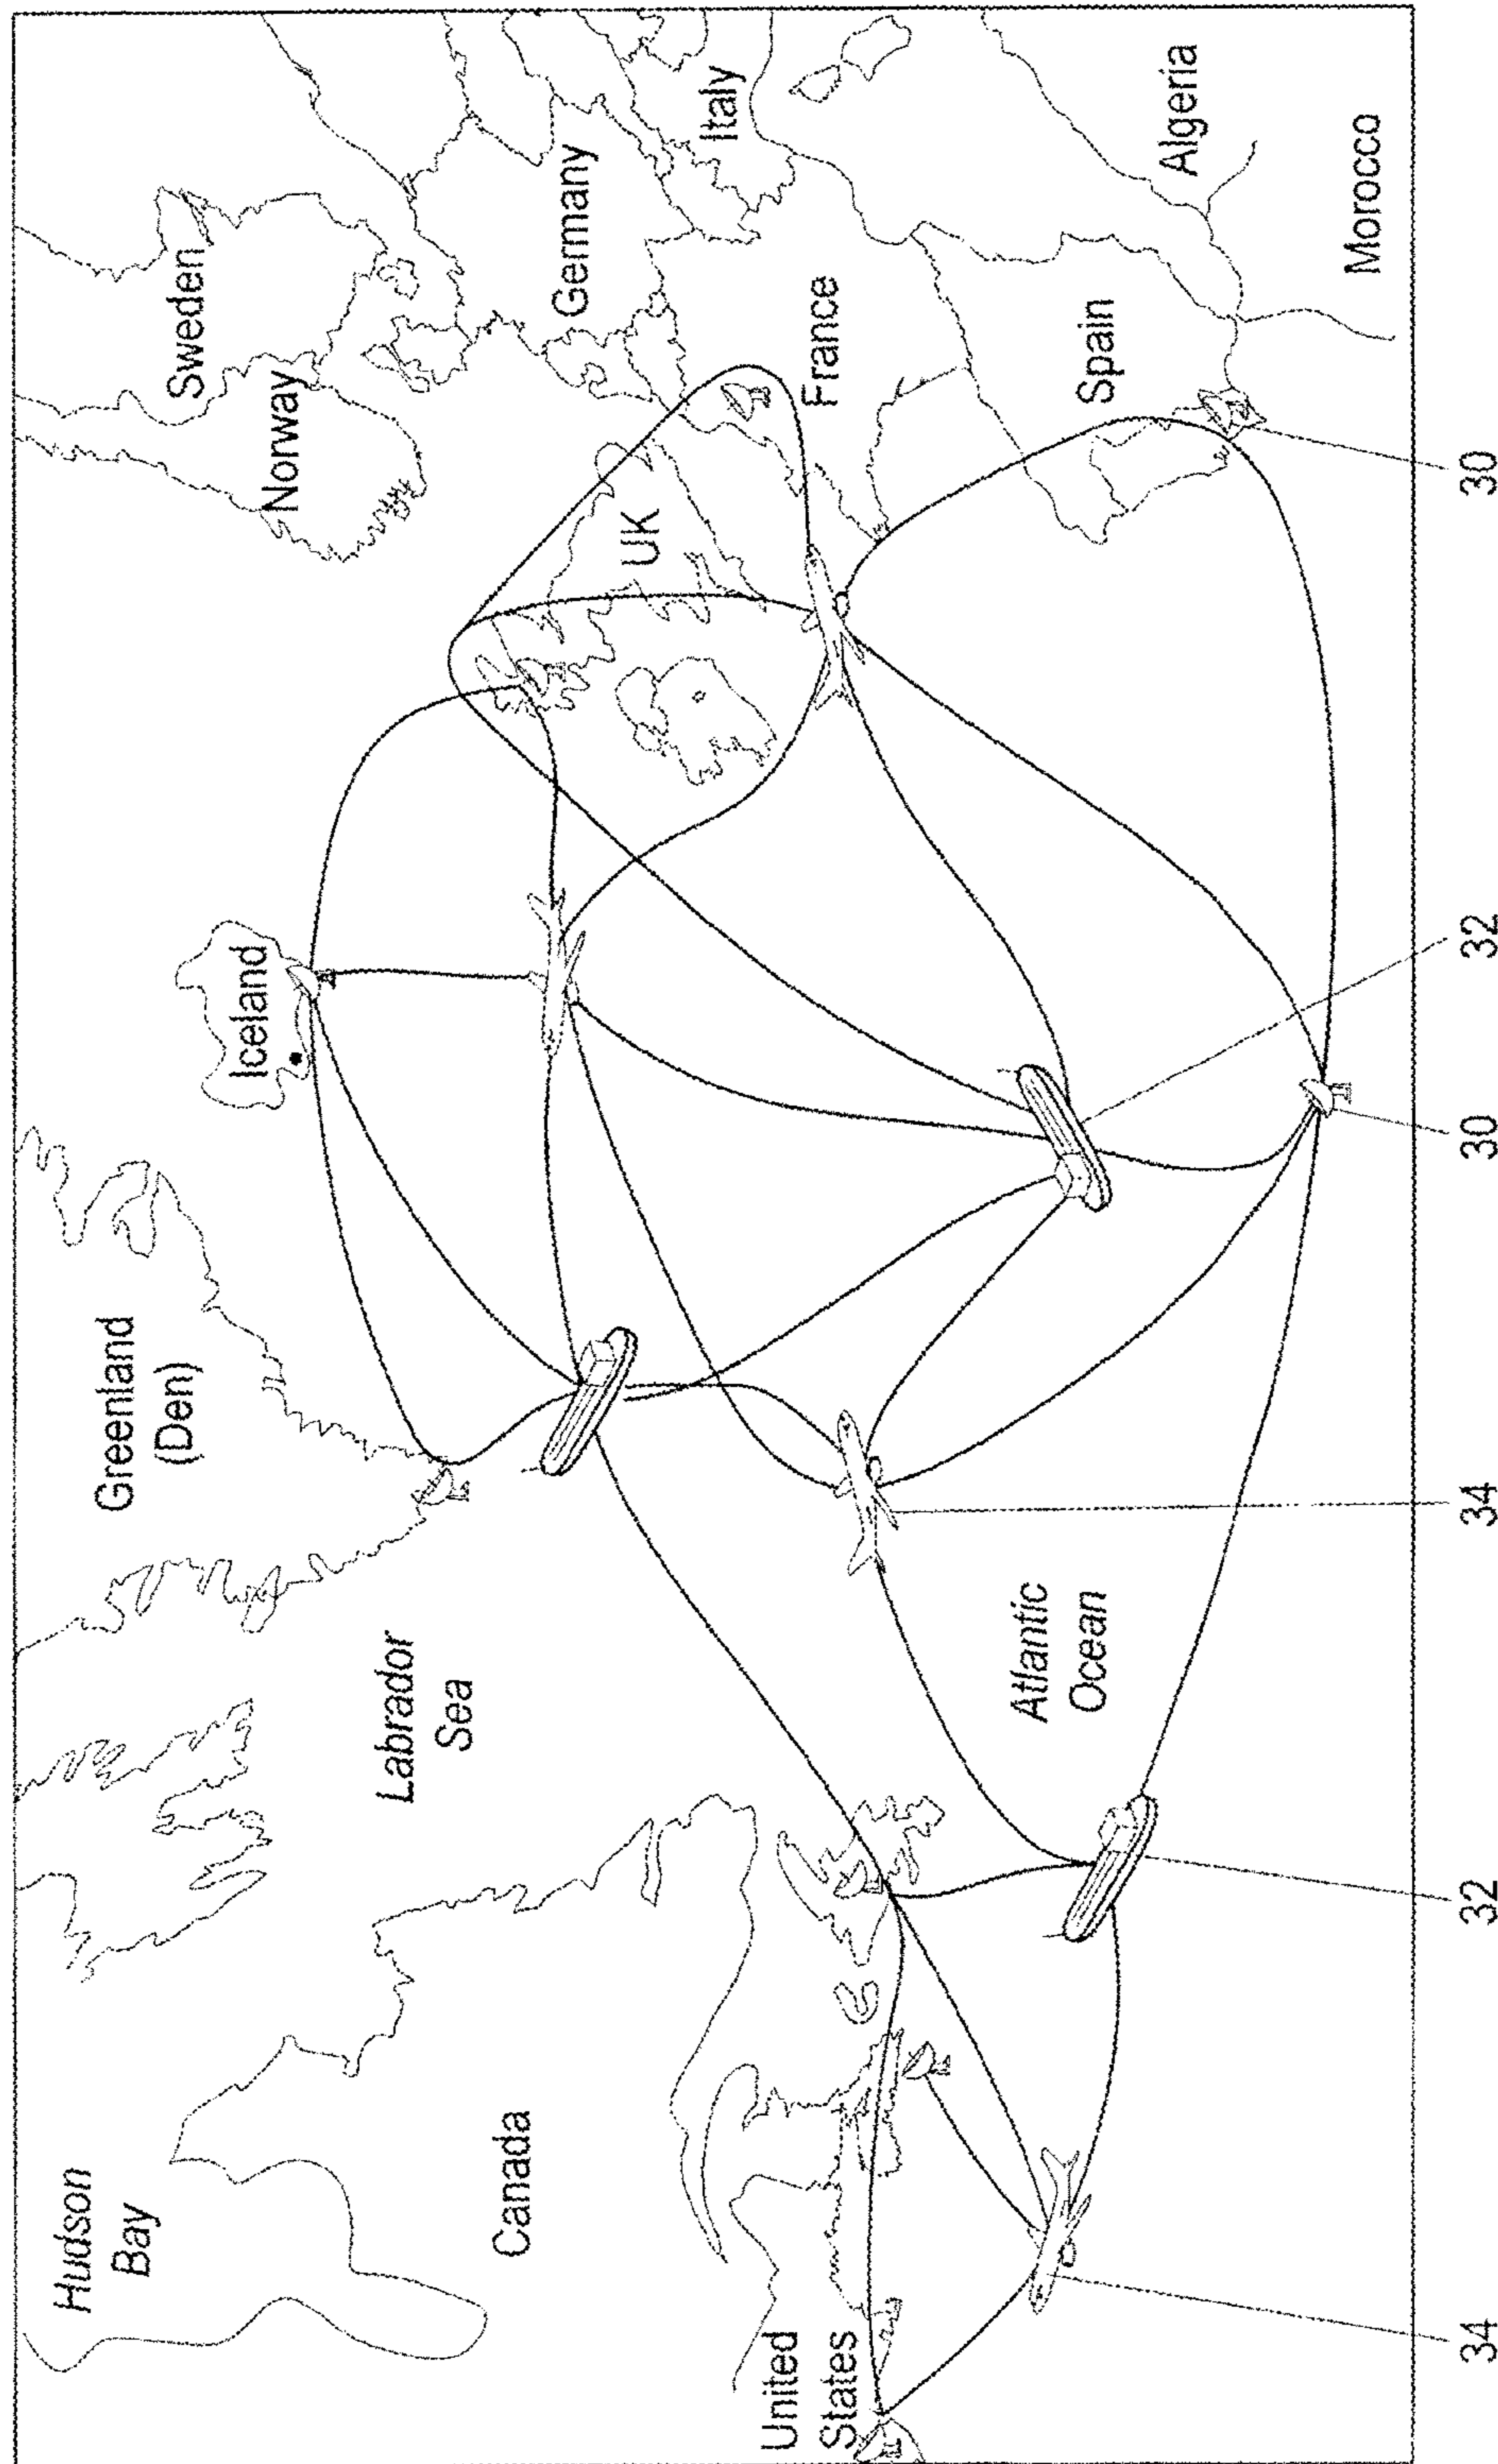 Hudson
Bay
Greenland
(Den)
Iceland
Norway
Sweden
Labrador
Sea
Canada
UK
Germany
Italy
United
States
France
Atlantic
Ocean
Spain
Algeria
Morocco
34
32
34
30
32
30